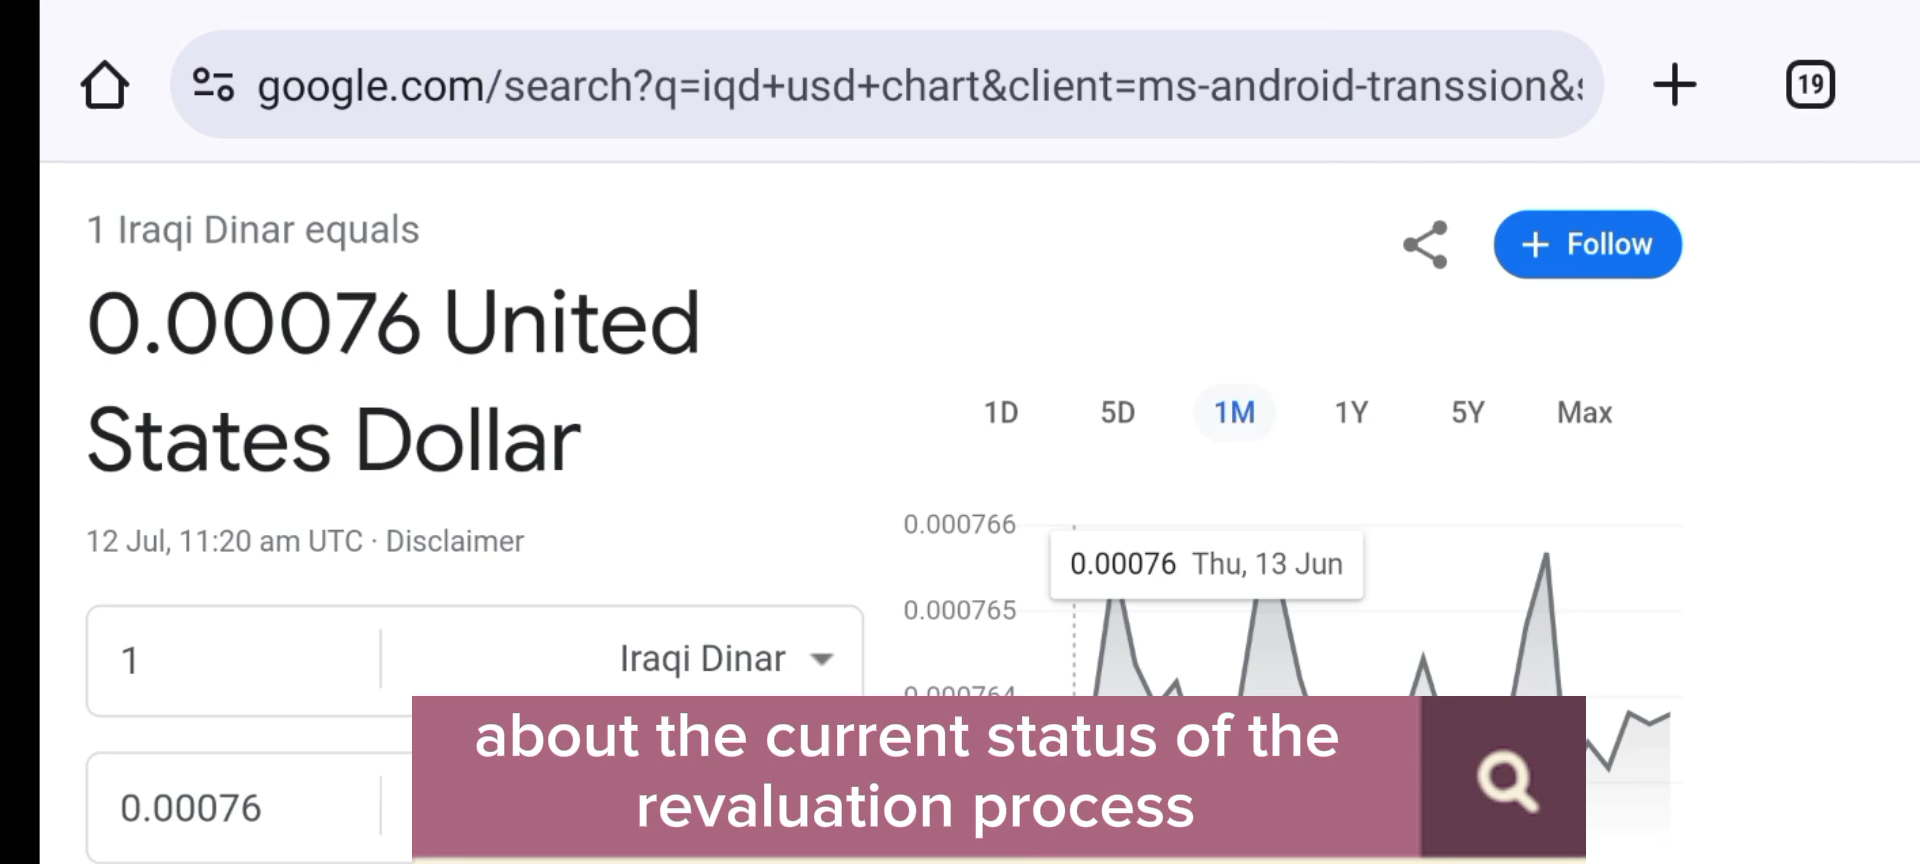 google.com/search?q=iqd+usd+chart&client=ms-android-transsion&
19
1 Iraqi Dinar equals
0.00076 United
States Dollar
12 Jul, 11:20 am UTC · Disclaimer
+ Follow
1D 5D 1M 1Y 5Y Max
0.000766
0.00076 Thu, 13 Jun
0.000765
1 Iraqi Dinar
0.000764
0.00076
about the current status of the
revaluation process